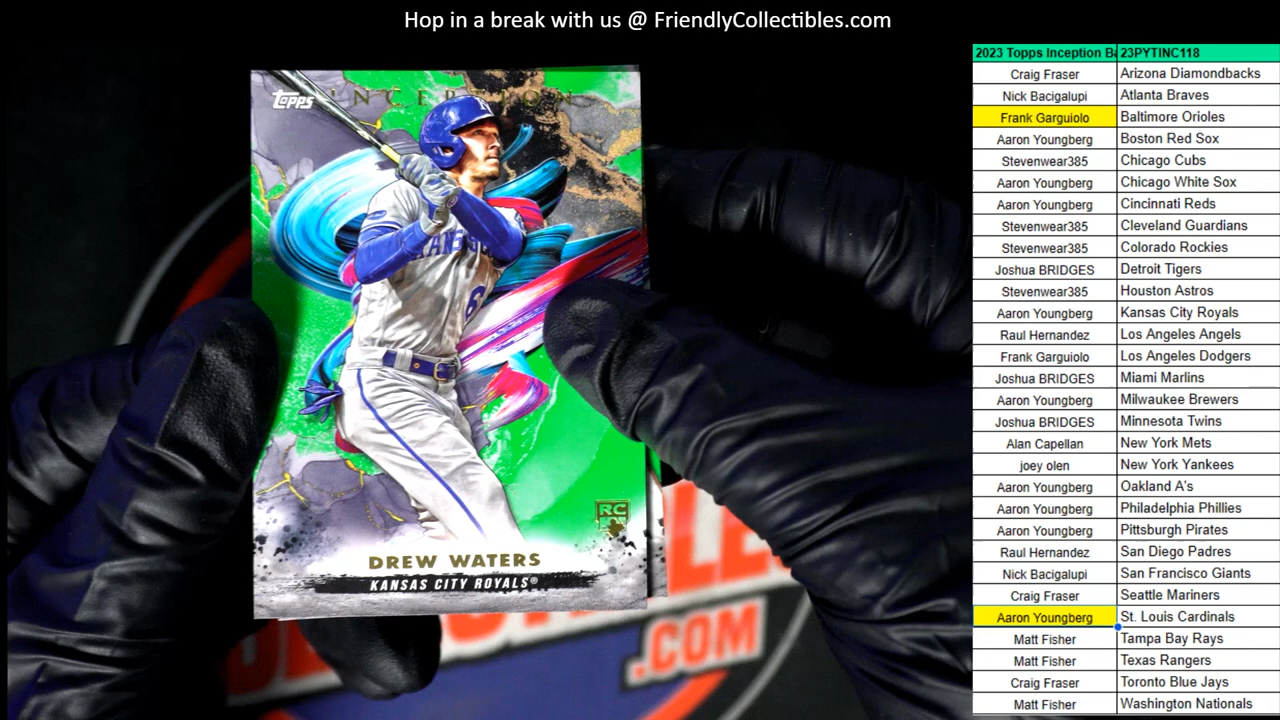 Hop in a break with us @ FriendlyCollectibles.com
topps INCEPTION
KANSAS
6
RC
DREW WATERS
KANSAS CITY ROYALS®
.COM
2023 Topps Inception Ba 23PYTINC118
Craig Fraser Arizona Diamondbacks
Nick Bacigalupi Atlanta Braves
Frank Garguiolo Baltimore Orioles
Aaron Youngberg Boston Red Sox
Stevenwear385 Chicago Cubs
Aaron Youngberg Chicago White Sox
Aaron Youngberg Cincinnati Reds
Stevenwear385 Cleveland Guardians
Stevenwear385 Colorado Rockies
Joshua BRIDGES Detroit Tigers
Stevenwear385 Houston Astros
Aaron Youngberg Kansas City Royals
Raul Hernandez Los Angeles Angels
Frank Garguiolo Los Angeles Dodgers
Joshua BRIDGES Miami Marlins
Aaron Youngberg Milwaukee Brewers
Joshua BRIDGES Minnesota Twins
Alan Capellan New York Mets
joey olen New York Yankees
Aaron Youngberg Oakland A's
Aaron Youngberg Philadelphia Phillies
Aaron Youngberg Pittsburgh Pirates
Raul Hernandez San Diego Padres
Nick Bacigalupi San Francisco Giants
Craig Fraser Seattle Mariners
Aaron Youngberg St. Louis Cardinals
Matt Fisher Tampa Bay Rays
Matt Fisher Texas Rangers
Craig Fraser Toronto Blue Jays
Matt Fisher Washington Nationals